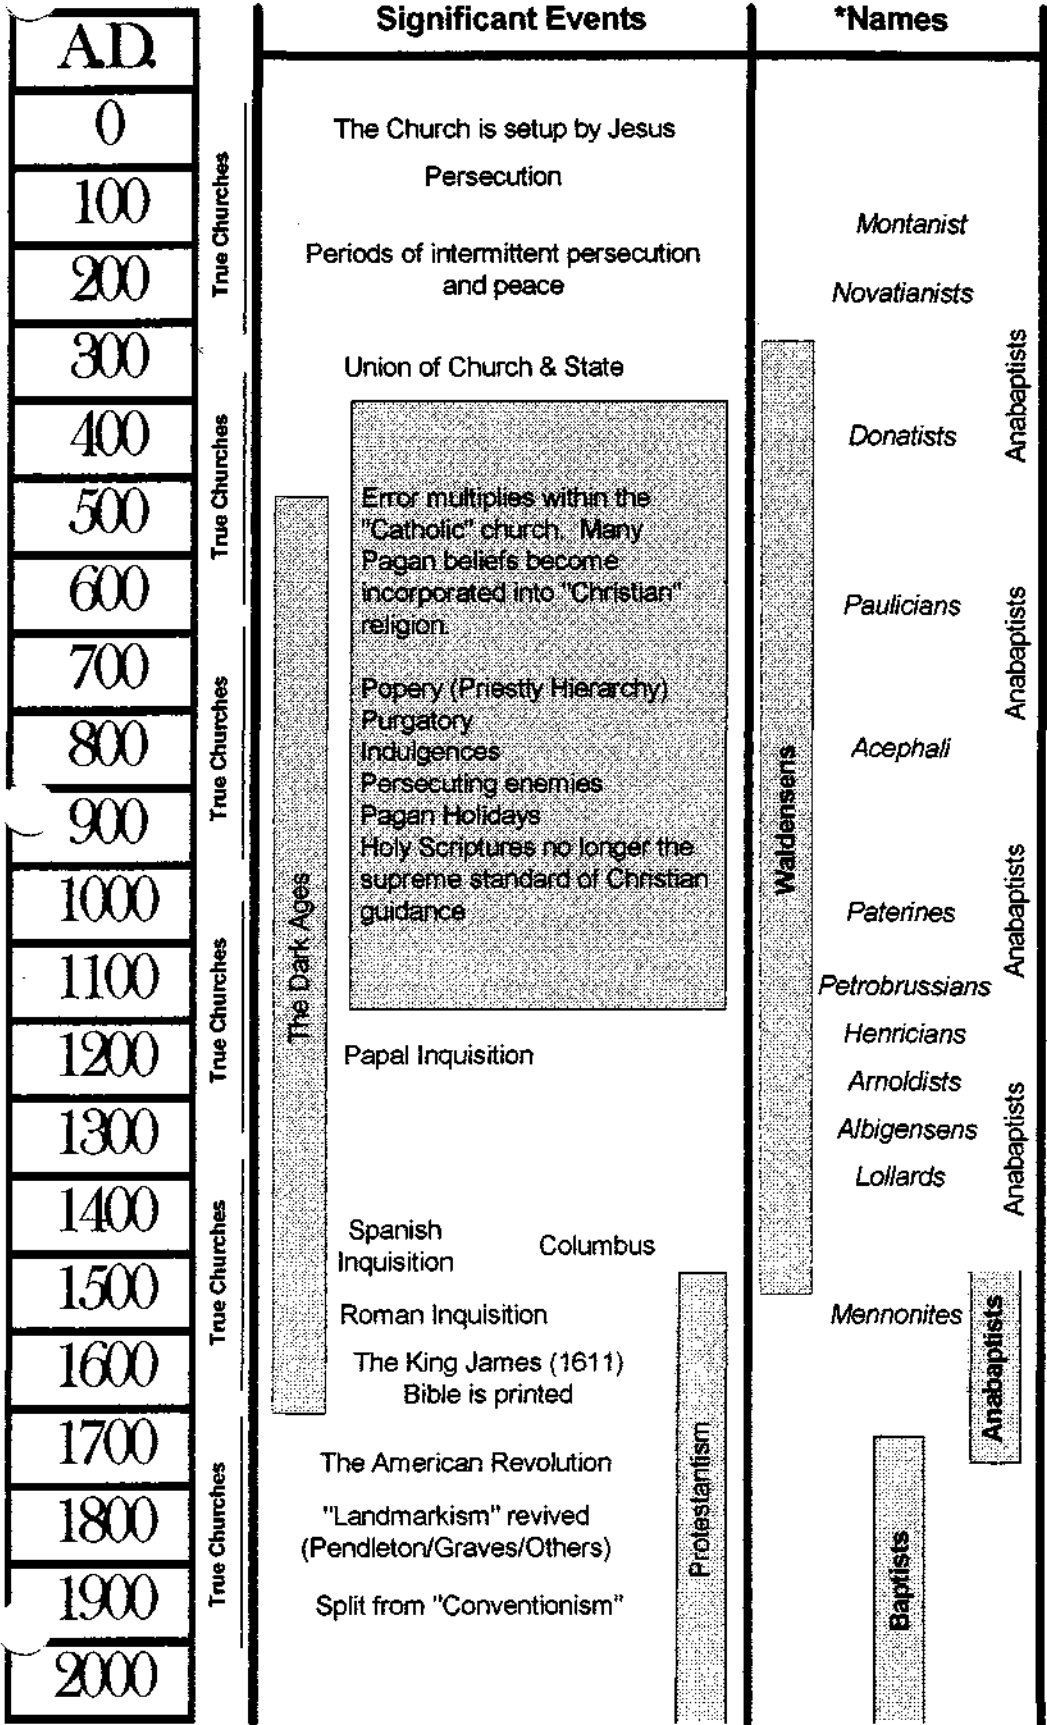 A.D.
Significant Events
*Names
0
100
200
300
400
500
600
700
800
900
1000
1100
1200
1300
1400
1500
1600
1700
1800
1900
2000
True Churches
True Churches
True Churches
True Churches
True Churches
True Churches
The Church is setup by Jesus
Persecution
Periods of intermittent persecution
and peace
Union of Church & State
Error multiplies within the
"Catholic" church. Many
Pagan beliefs become
incorporated into "Christian"
religion.
Popery (Priestly Hierarchy)
Purgatory
Indulgences
Persecuting enemies
Pagan Holidays
Holy Scriptures no longer the
supreme standard of Christian
guidance
The Dark Ages
Papal Inquisition
Spanish
Inquisition
Columbus
Roman Inquisition
The King James (1611)
Bible is printed
The American Revolution
"Landmarkism" revived
(Pendleton/Graves/Others)
Split from "Conventionism"
Protestantism
Waldensens
Montanist
Novatianists
Donatists
Paulicians
Acephali
Paterines
Petrobrussians
Henricians
Arnoldists
Albigensens
Lollards
Mennonites
Anabaptists
Anabaptists
Anabaptists
Anabaptists
Anabaptists
Baptists